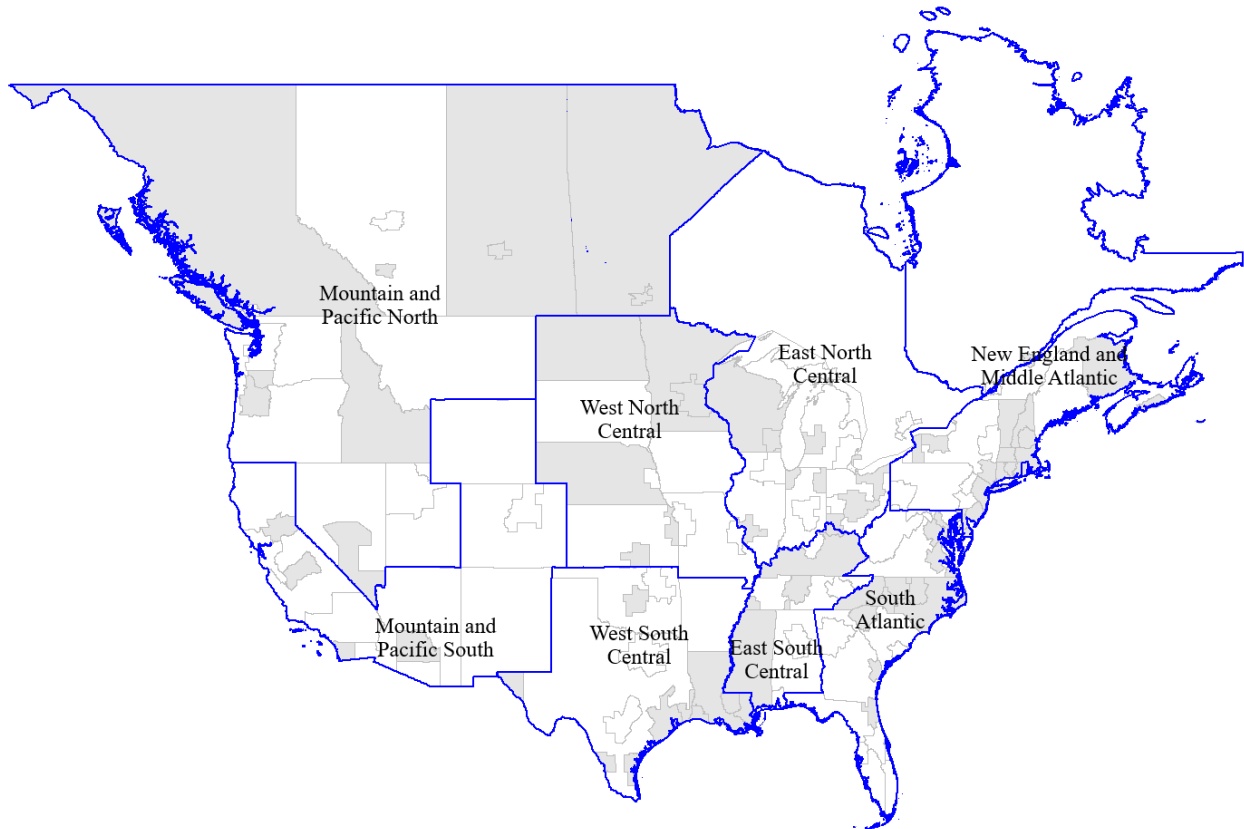 Mountain and
Pacific North
East North
Central
New England and
Middle Atlantic
West North
Central
South
Atlantic
Mountain and
Pacific South
West South
Central
East South
Central